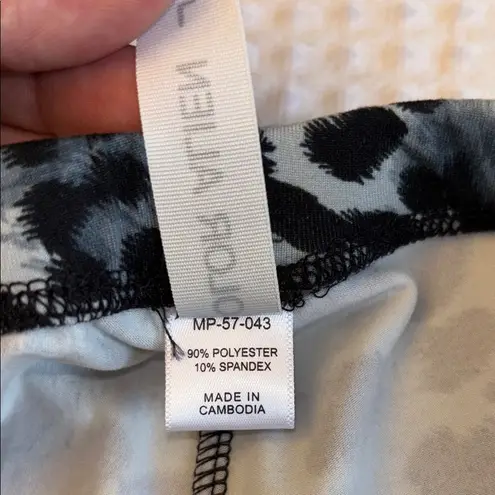 MP-57-043
90% POLYESTER
10% SPANDEX
MADE IN
CAMBODIA